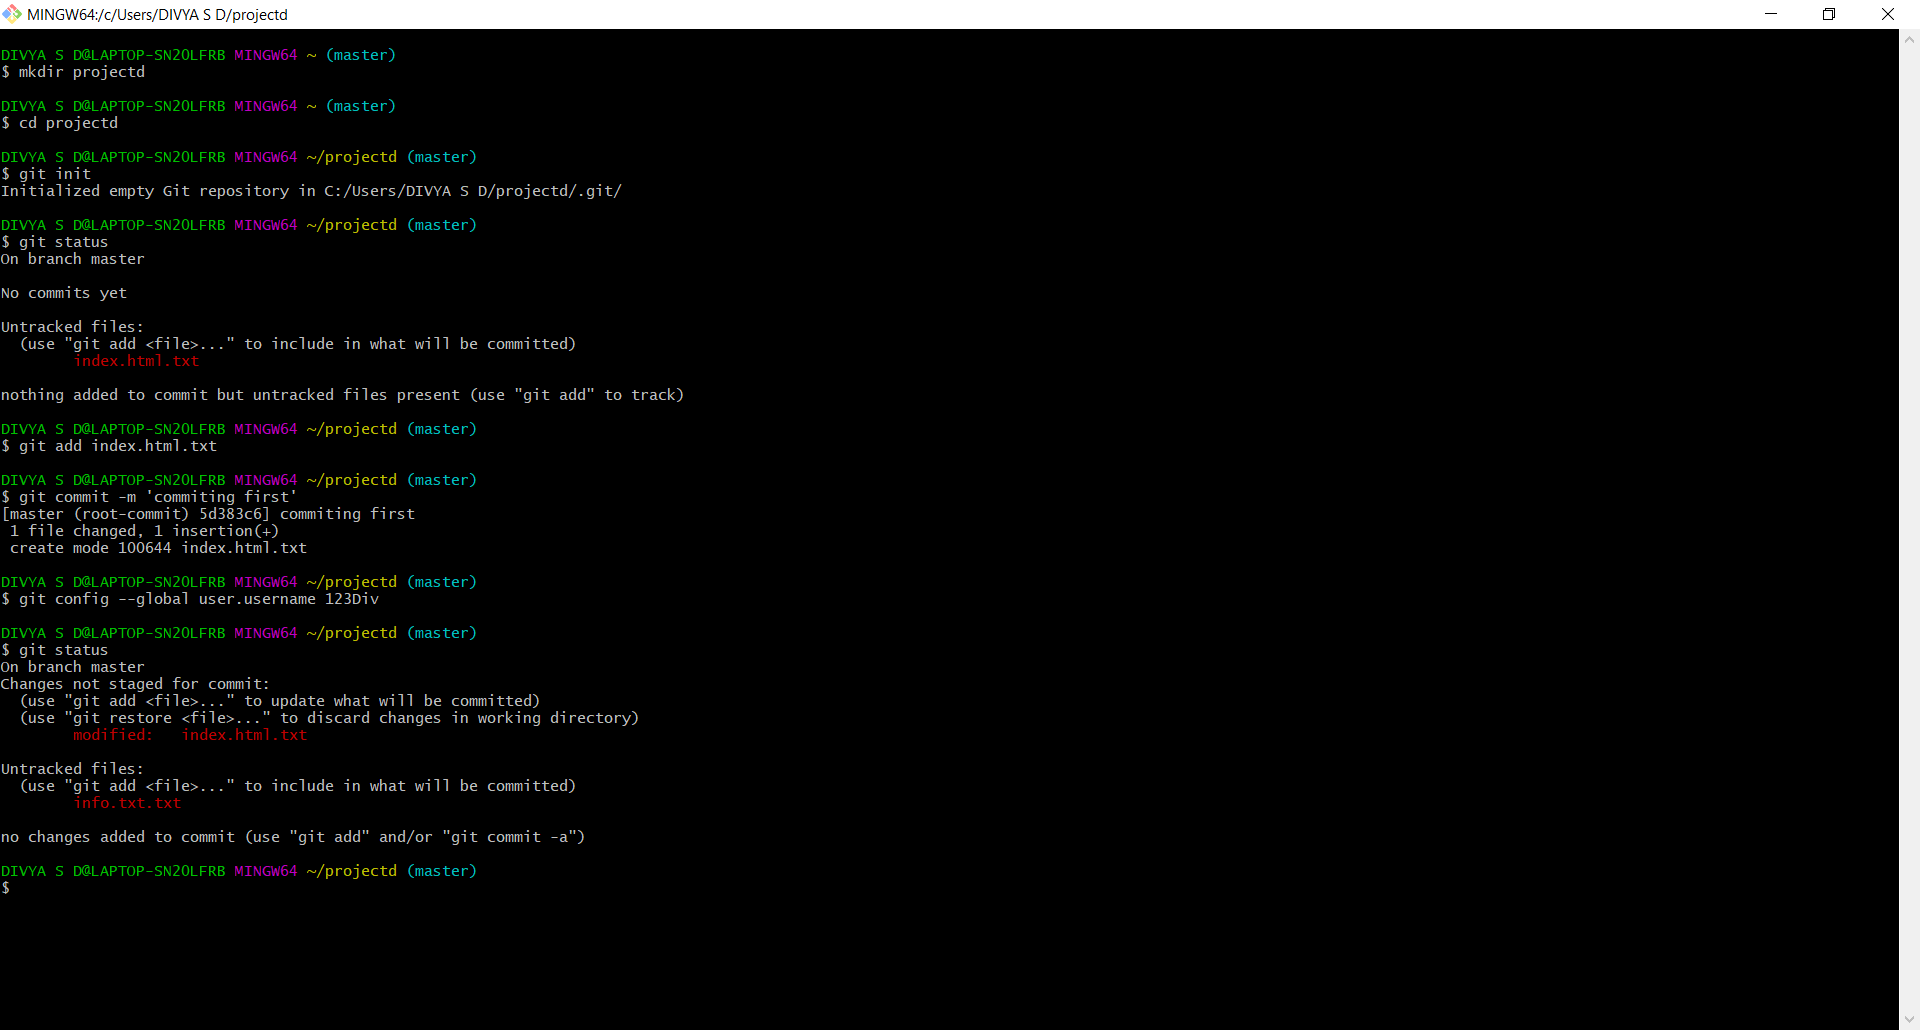 MINGW64:/c/Users/DIVYA S D/projectd
DIVYA S D@LAPTOP-SN2OLFRB MINGW64 ~ (master)
$ mkdir projectd
DIVYA S D@LAPTOP-SN2OLFRB MINGW64 ~ (master)
$ cd projectd
DIVYA S D@LAPTOP-SN2OLFRB MINGW64 ~/projectd (master)
$ git init
Initialized empty Git repository in C:/Users/DIVYA S D/projectd/.git/
DIVYA S D@LAPTOP-SN2OLFRB MINGW64 ~/projectd (master)
$ git status
On branch master
No commits yet
Untracked files:
  (use "git add <file>..." to include in what will be committed)
        index.html.txt
nothing added to commit but untracked files present (use "git add" to track)
DIVYA S D@LAPTOP-SN2OLFRB MINGW64 ~/projectd (master)
$ git add index.html.txt
DIVYA S D@LAPTOP-SN2OLFRB MINGW64 ~/projectd (master)
$ git commit -m 'commiting first'
[master (root-commit) 5d383c6] commiting first
 1 file changed, 1 insertion(+)
 create mode 100644 index.html.txt
DIVYA S D@LAPTOP-SN2OLFRB MINGW64 ~/projectd (master)
$ git config --global user.username 123Div
DIVYA S D@LAPTOP-SN2OLFRB MINGW64 ~/projectd (master)
$ git status
On branch master
Changes not staged for commit:
  (use "git add <file>..." to update what will be committed)
  (use "git restore <file>..." to discard changes in working directory)
        modified:   index.html.txt
Untracked files:
  (use "git add <file>..." to include in what will be committed)
        info.txt.txt
no changes added to commit (use "git add" and/or "git commit -a")
DIVYA S D@LAPTOP-SN2OLFRB MINGW64 ~/projectd (master)
$